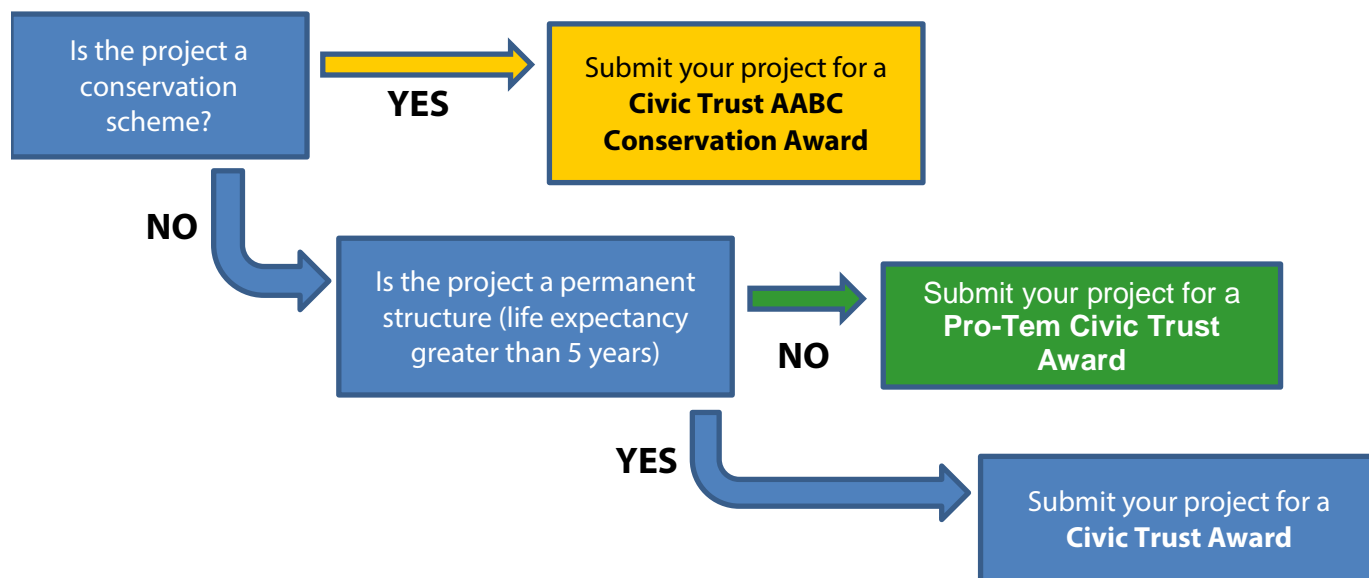 Is the project a
conservation
scheme?
YES
Submit your project for a
Civic Trust AABC
Conservation Award
NO
Is the project a permanent
structure (life expectancy
greater than 5 years)
NO
Submit your project for a
Pro-Tem Civic Trust
Award
YES
Submit your project for a
Civic Trust Award